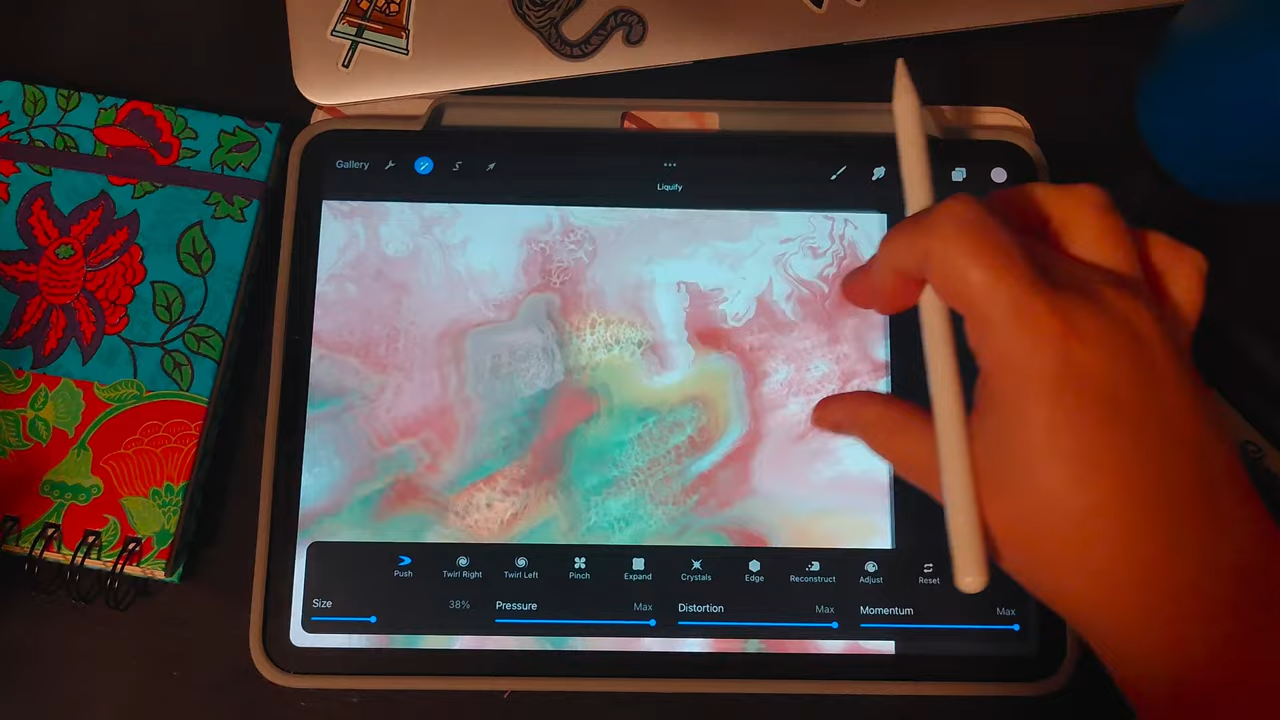 Gallery
Liquify
Push
Twirl Right
Twirl Left
Pinch
Expand
Crystals
Edge
Reconstruct
Adjust
Reset
Size 38%
Pressure Max
Distortion Max
Momentum Max